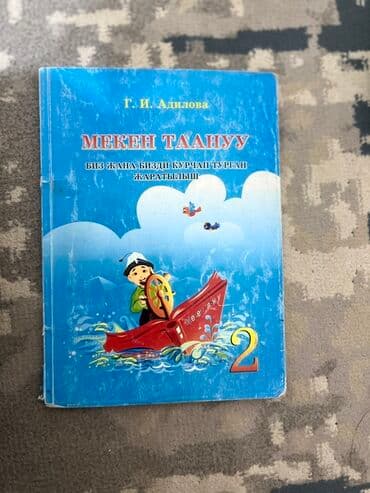 Г. И. Адилова
МЕКЕН ТААНУУ
БИЗ ЖАНА БИЗДИ КУРЧАП ТУРГАН
ЖАРАТЫЛЫШ
2